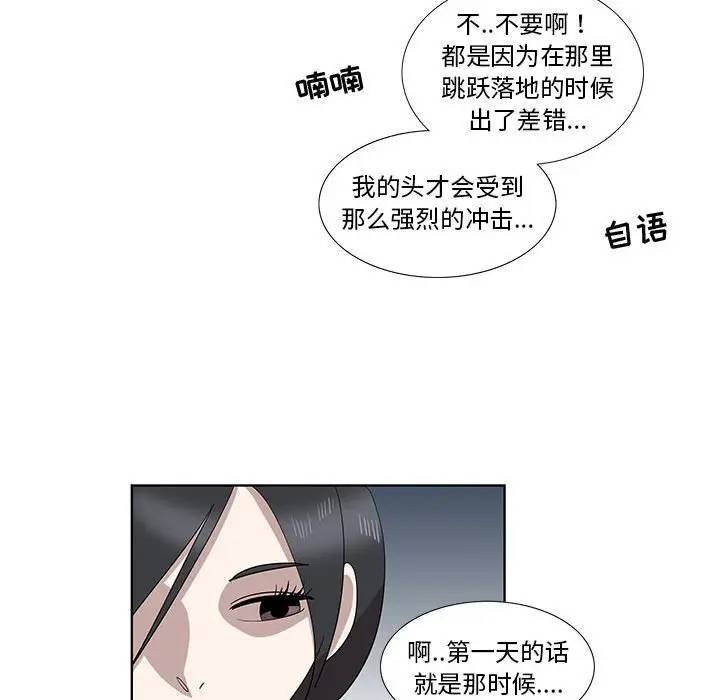 不..不要啊！
都是因为在那里
跳跃落地的时候
出了差错...
喃喃
我的头才会受到
那么强烈的冲击...
自语
啊..第一天的话
就是那时候....